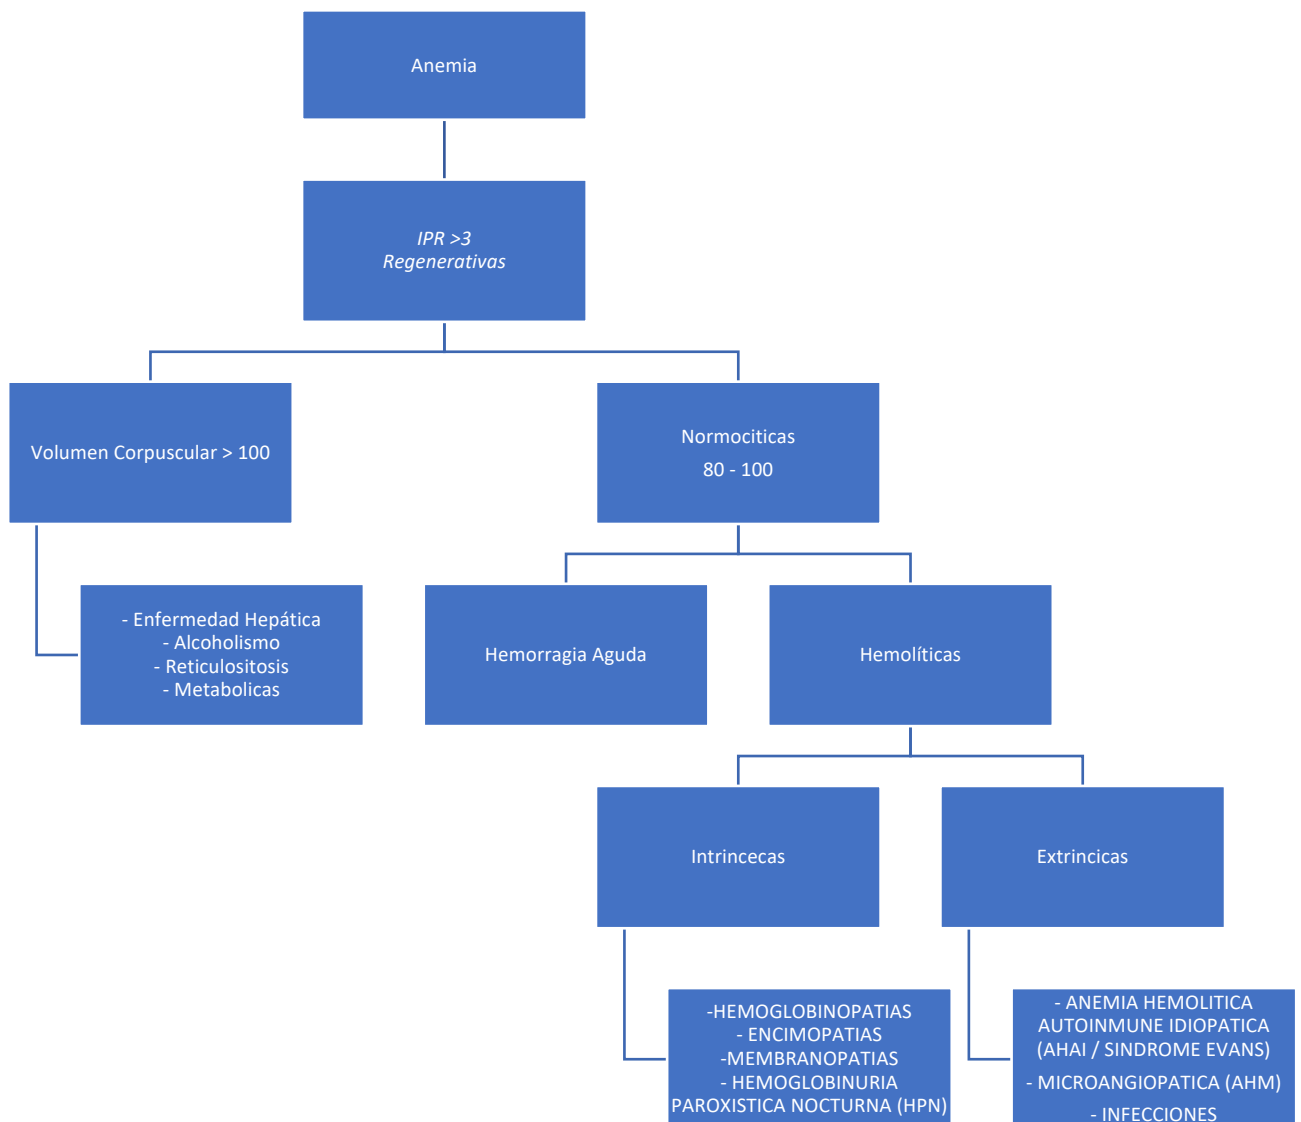 Anemia
IPR >3
Regenerativas
Volumen Corpuscular > 100
Normociticas
80 - 100
- Enfermedad Hepática
- Alcoholismo
- Reticulositosis
- Metabolicas
Hemorragia Aguda
Hemolíticas
Intrincecas
Extrincicas
-HEMOGLOBINOPATIAS
- ENCIMOPATIAS
-MEMBRANOPATIAS
- HEMOGLOBINURIA
PAROXISTICA NOCTURNA (HPN)
- ANEMIA HEMOLITICA
AUTOINMUNE IDIOPATICA
(AHAI / SINDROME EVANS)
- MICROANGIOPATICA (AHM)
- INFECCIONES